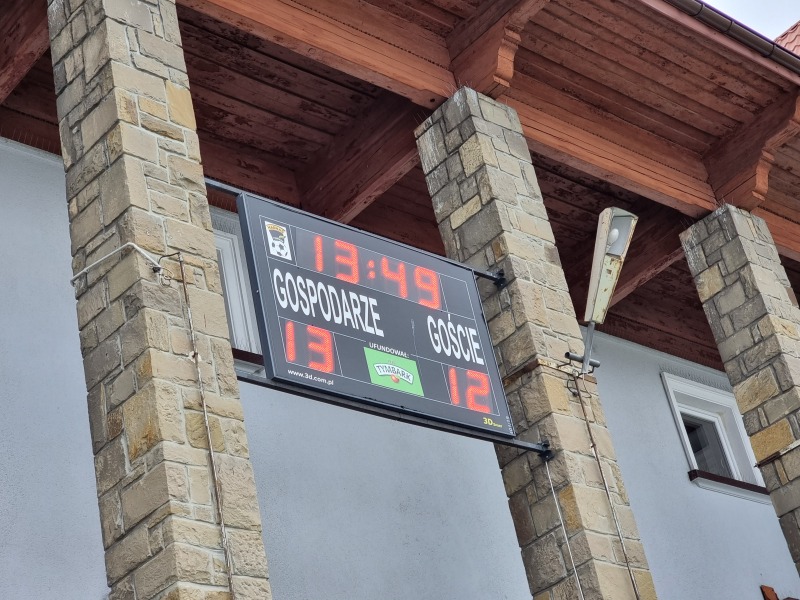 13:49
GOSPODARZE GOŚCIE
13 12
UFUNDOWAŁ:
TYMBARK
www.3d.com.pl
3D